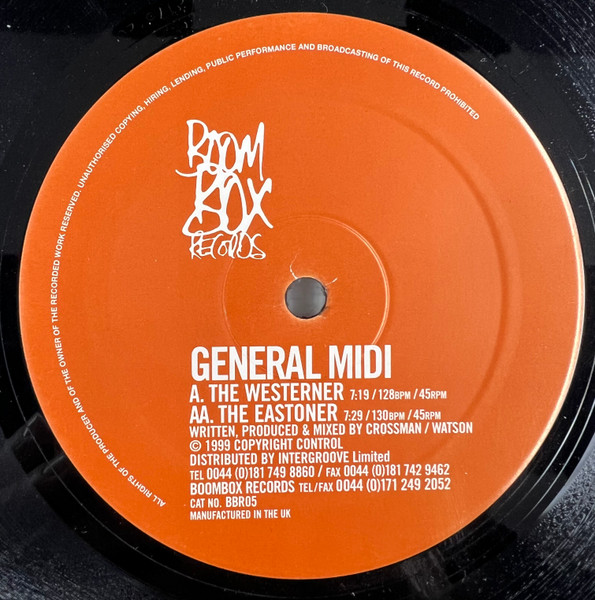 ALL RIGHTS OF THE PRODUCER AND OF THE OWNER OF THE RECORDED WORK RESERVED. UNAUTHORISED COPYING, HIRING, LENDING, PUBLIC PERFORMANCE AND BROADCASTING OF THIS RECORD PROHIBITED
BOOM
BOX
RECORDS
GENERAL MIDI
A. THE WESTERNER 7:19 / 128BPM / 45RPM
AA. THE EASTONER 7:29 / 130BPM / 45RPM
WRITTEN, PRODUCED & MIXED BY CROSSMAN / WATSON
© 1999 COPYRIGHT CONTROL
DISTRIBUTED BY INTERGROOVE Limited
TEL 0044 (0)181 749 8860 / FAX 0044 (0)181 742 9462
BOOMBOX RECORDS TEL/FAX 0044 (0)171 249 2052
CAT NO. BBR05
MANUFACTURED IN THE UK